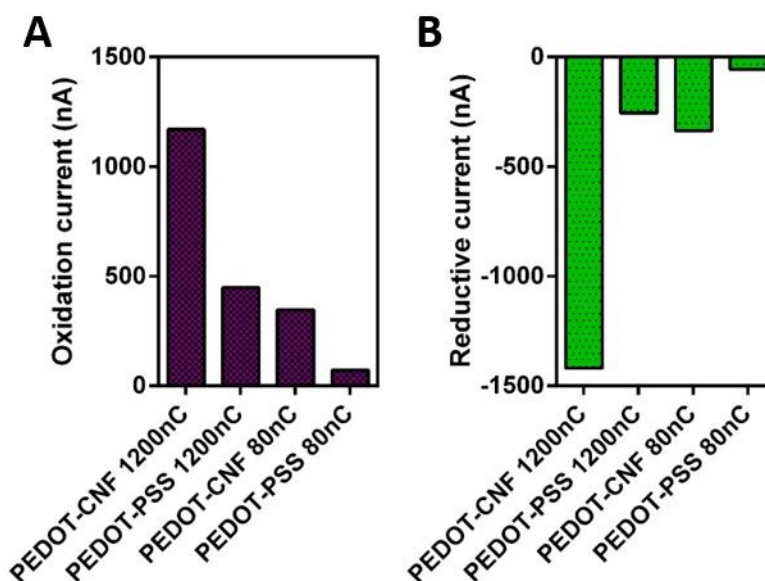 A
Oxidation current (nA)
1500
1000
500
0
PEDOT-CNF 1200nC
PEDOT-PSS 1200nC
PEDOT-CNF 80nC
PEDOT-PSS 80nC
B
Reductive current (nA)
0
-500
-1000
-1500
PEDOT-CNF 1200nC
PEDOT-PSS 1200nC
PEDOT-CNF 80nC
PEDOT-PSS 80nC